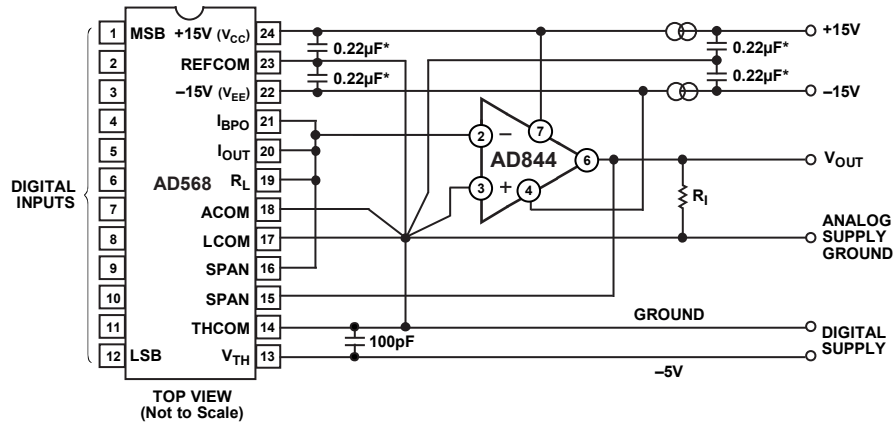 1 MSB +15V (VCC) 24
2 REFCOM 23
3 –15V (VEE) 22
4 IBPO 21
5 IOUT 20
6 RL 19
7 ACOM 18
8 LCOM 17
9 SPAN 16
10 SPAN 15
11 THCOM 14
12 LSB VTH 13
DIGITAL
INPUTS
AD568
TOP VIEW
(Not to Scale)
0.22µF*
0.22µF*
100pF
2 –
3 +
7
4
6
AD844
0.22µF*
0.22µF*
RI
+15V
–15V
VOUT
ANALOG
SUPPLY
GROUND
GROUND
DIGITAL
SUPPLY
–5V